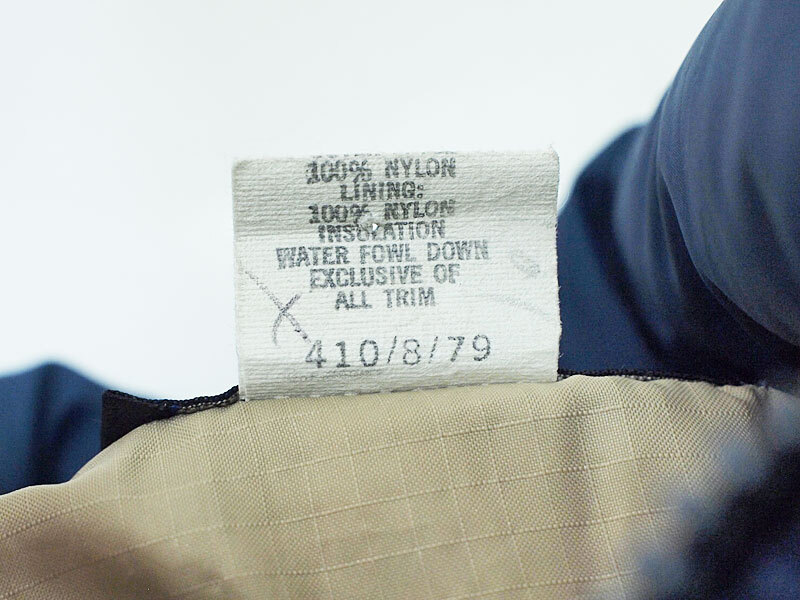 100% NYLON
LINING:
100% NYLON
INSULATION
WATER FOWL DOWN
EXCLUSIVE OF
ALL TRIM
410/8/79